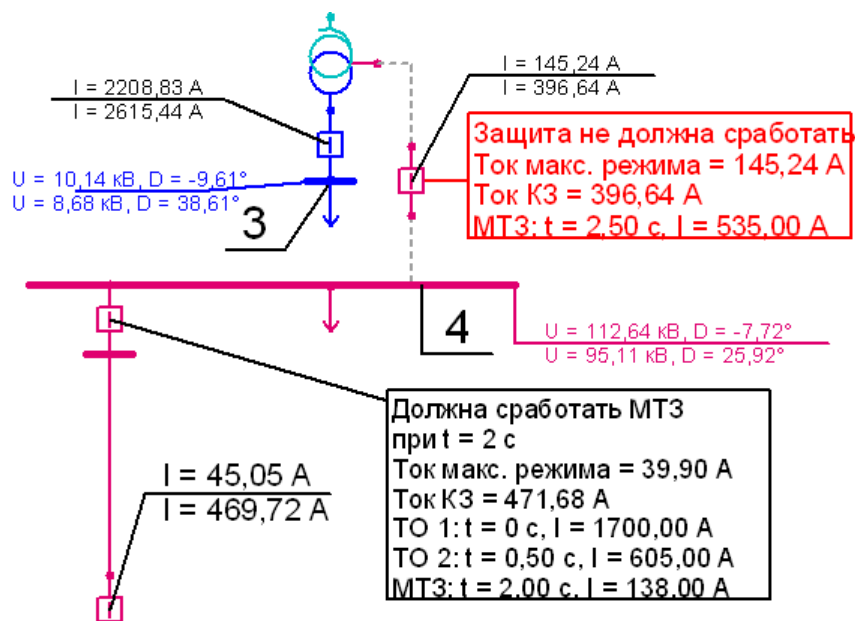 I = 2208,83 A
I = 2615,44 A
I = 145,24 A
I = 396,64 A
Защита не должна сработать
Ток макс. режима = 145,24 А
Ток КЗ = 396,64 А
МТЗ: t = 2,50 с, I = 535,00 А
U = 10,14 кВ, D = -9,61°
U = 8,68 кВ, D = 38,61°
3
4
U = 112,64 кВ, D = -7,72°
U = 95,11 кВ, D = 25,92°
Должна сработать МТЗ
при t = 2 с
Ток макс. режима = 39,90 А
Ток КЗ = 471,68 А
ТО 1: t = 0 с, I = 1700,00 А
ТО 2: t = 0,50 с, I = 605,00 А
МТЗ: t = 2,00 с, I = 138,00 А
I = 45,05 A
I = 469,72 A